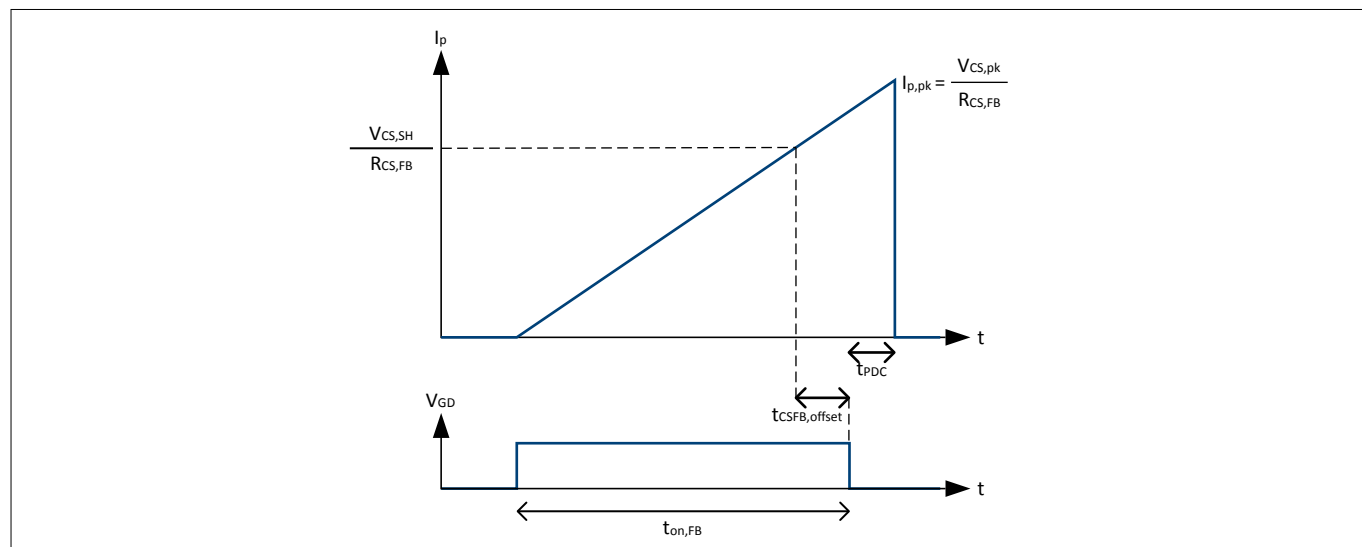 Ip
Ip,pk = VCS,pk
RCS,FB
VCS,SH
RCS,FB
t
tPDC
tCSFB,offset
VGD
t
ton,FB